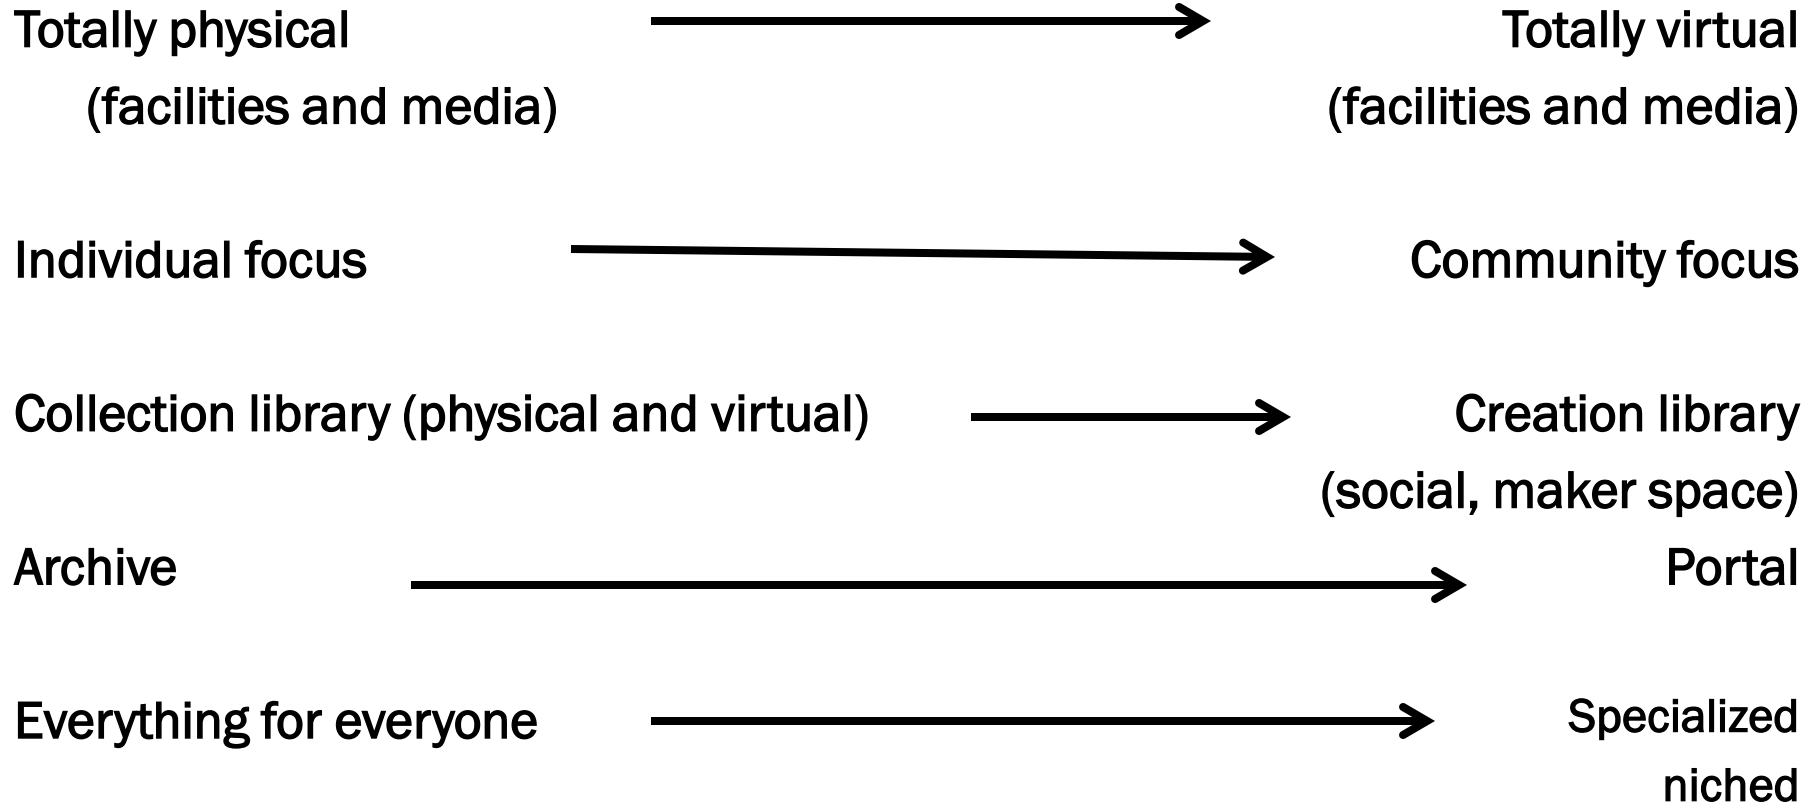 Totally physical Totally virtual
(facilities and media) (facilities and media)
Individual focus Community focus
Collection library (physical and virtual) Creation library
(social, maker space)
Archive Portal
Everything for everyone Specialized
niched